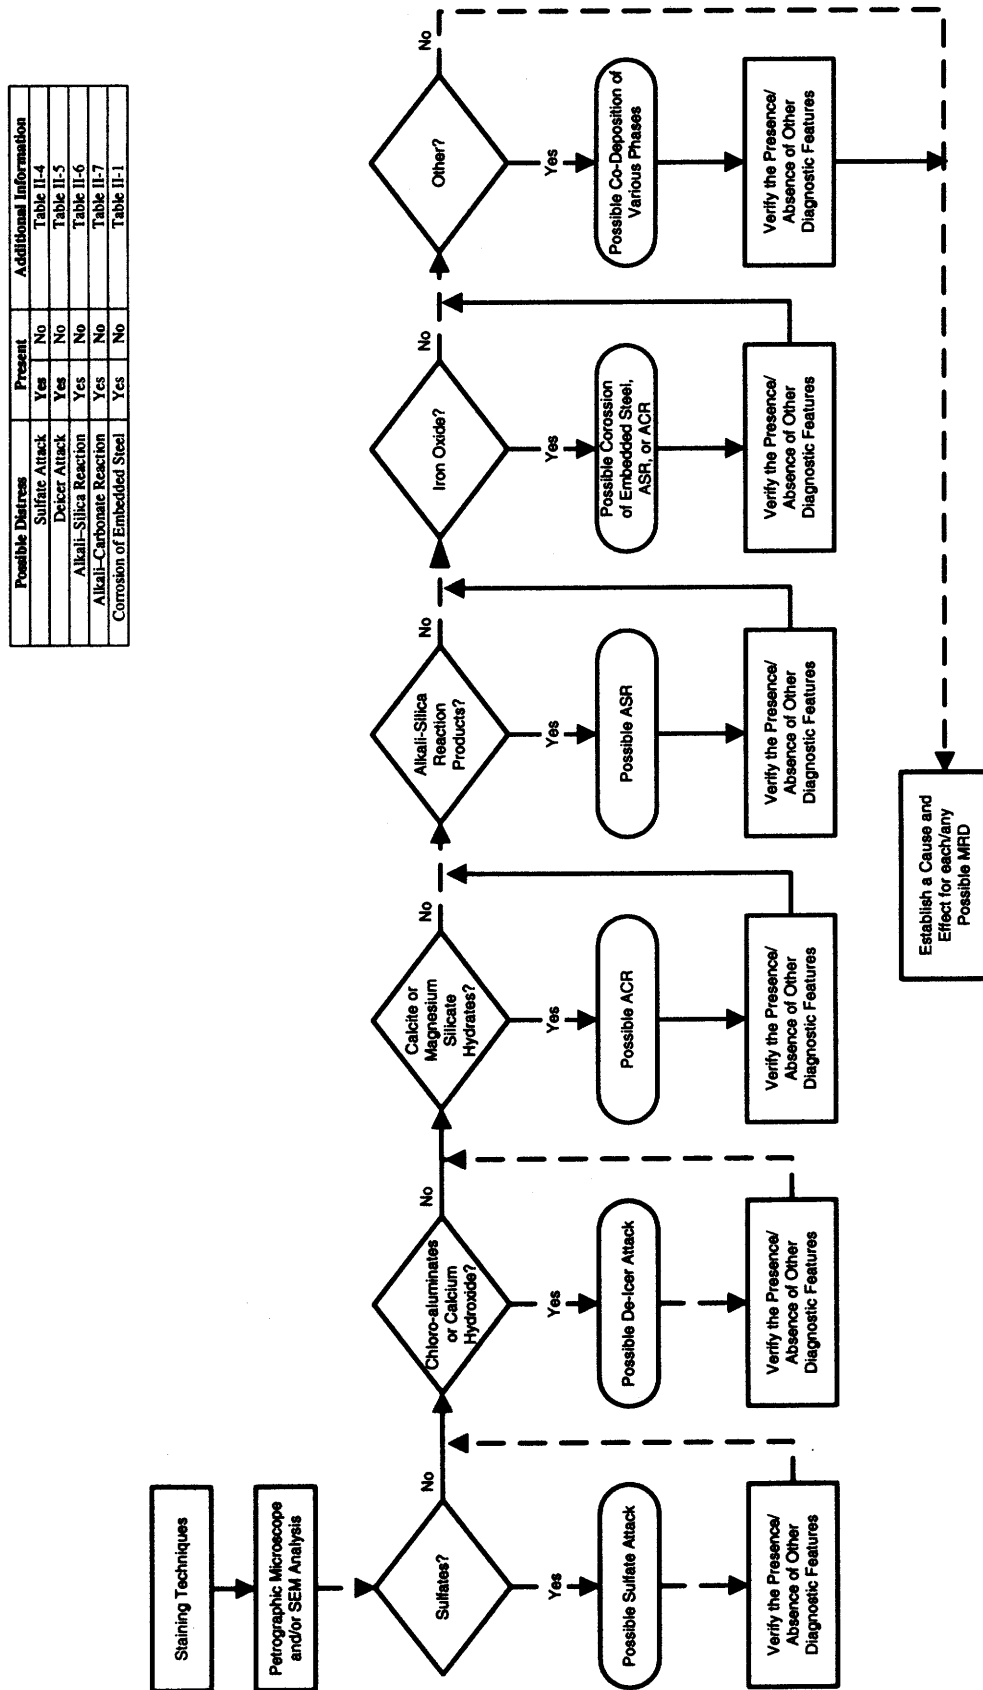 Possible Distress Present Additional Information
Sulfate Attack Yes No Table II-4
Deicer Attack Yes No Table II-5
Alkali–Silica Reaction Yes No Table II-6
Alkali–Carbonate Reaction Yes No Table II-7
Corrosion of Embedded Steel Yes No Table II-1
Staining Techniques
Petrographic Microscope
and/or SEM Analysis
Sulfates?
No
Yes
Possible Sulfate Attack
Verify the Presence/
Absence of Other
Diagnostic Features
Chloro-aluminates
or Calcium
Hydroxide?
No
Yes
Possible De-Icer Attack
Verify the Presence/
Absence of Other
Diagnostic Features
Calcite or
Magnesium
Silicate
Hydrates?
No
Yes
Possible ACR
Verify the Presence/
Absence of Other
Diagnostic Features
Alkali-Silica
Reaction
Products?
No
Yes
Possible ASR
Verify the Presence/
Absence of Other
Diagnostic Features
Iron Oxide?
No
Yes
Possible Corossion
of Embedded Steel,
ASR, or ACR
Verify the Presence/
Absence of Other
Diagnostic Features
Other?
No
Yes
Possible Co-Deposition of
Various Phases
Verify the Presence/
Absence of Other
Diagnostic Features
Establish a Cause and
Effect for each/any
Possible MRD